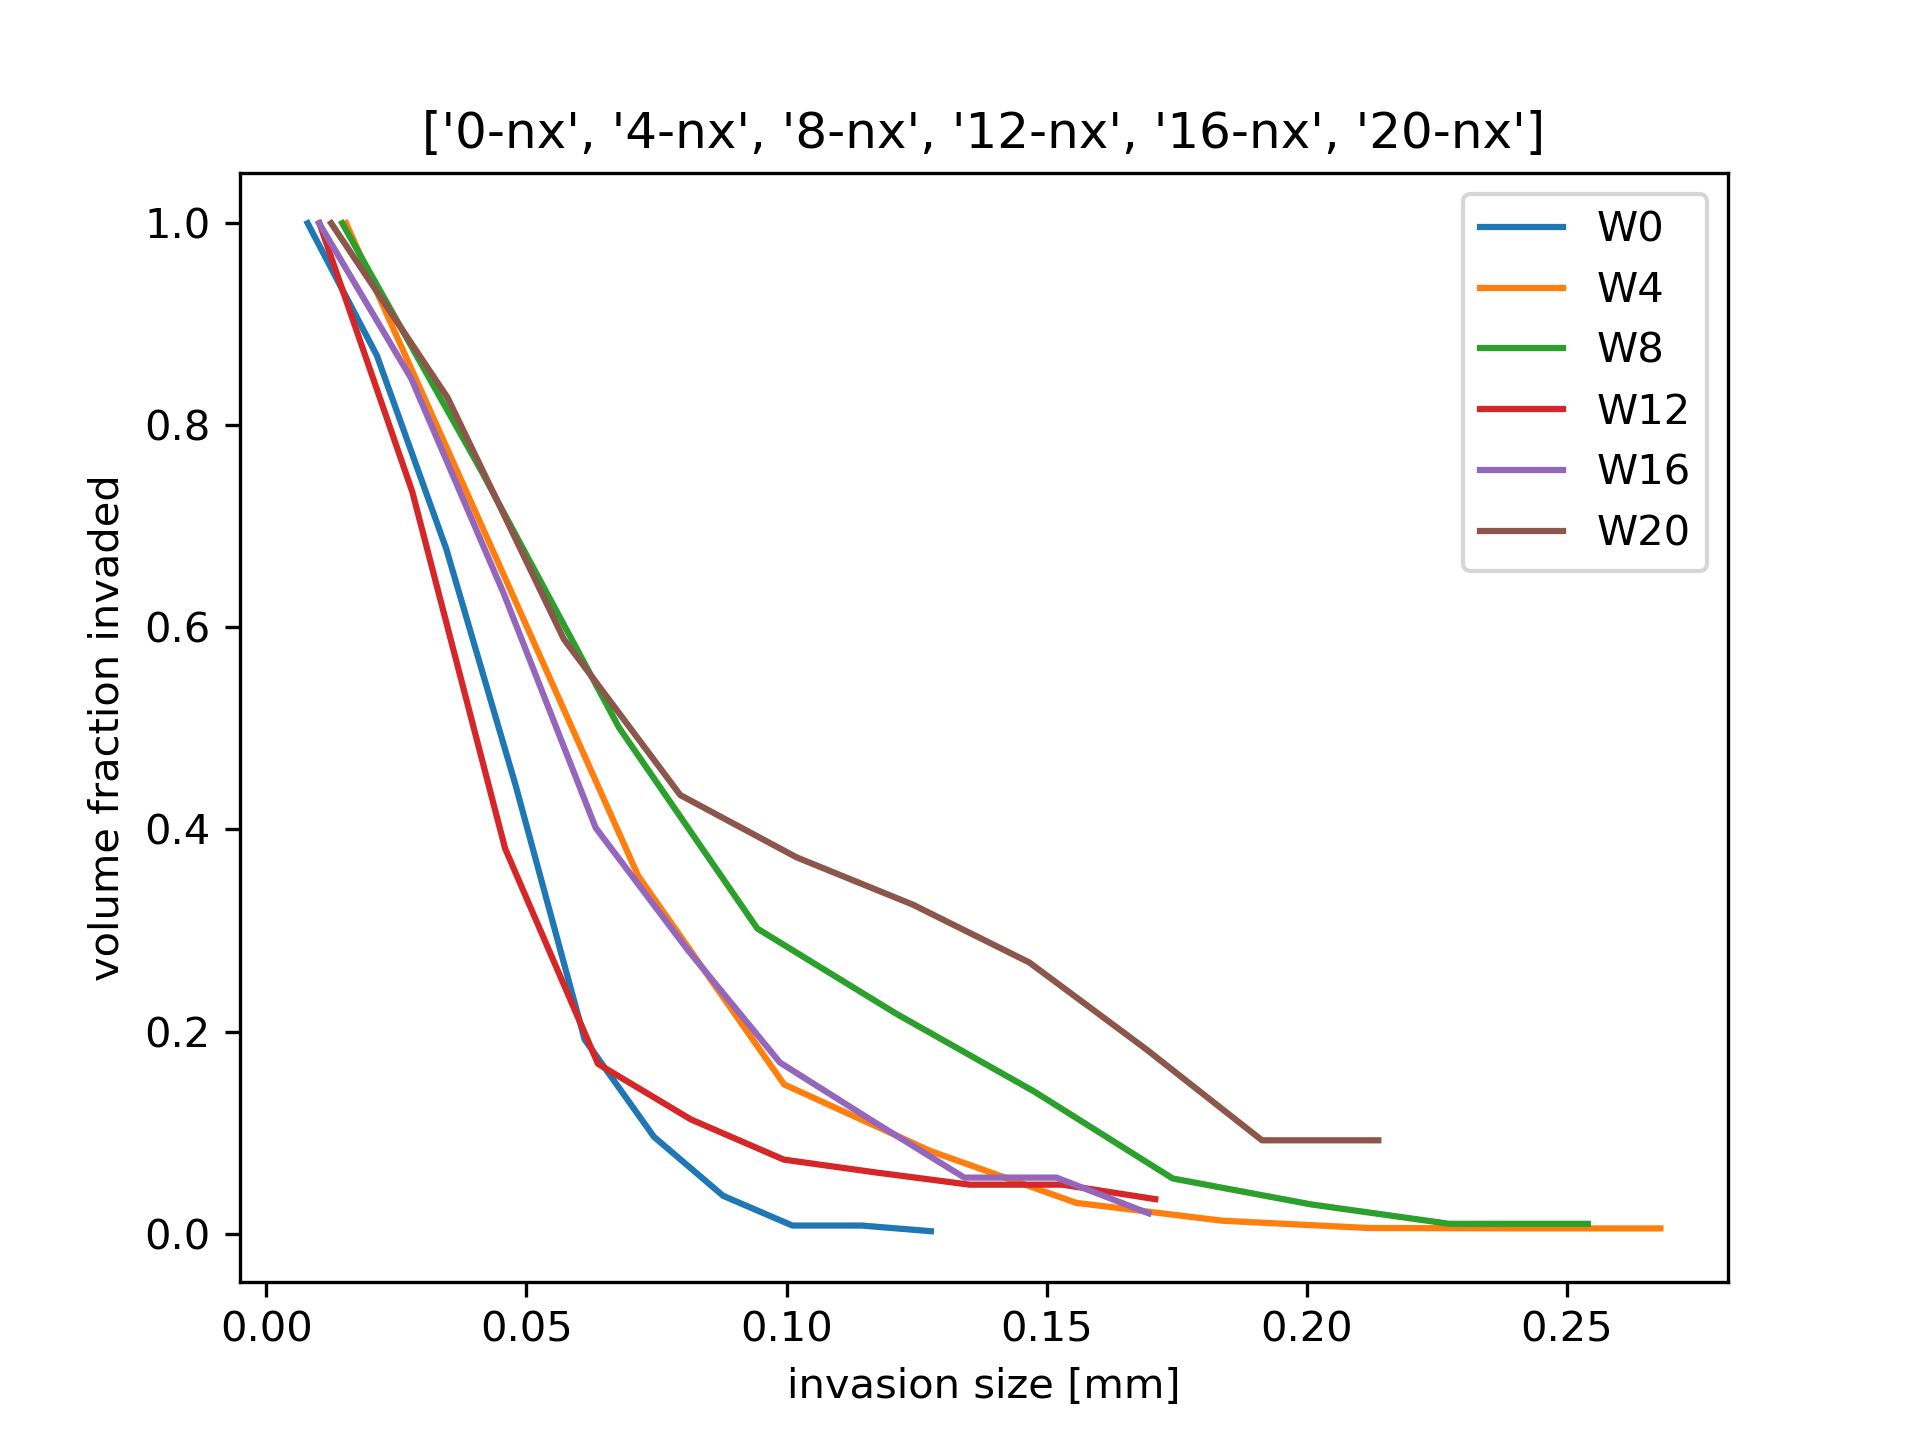 ['0-nx', '4-nx', '8-nx', '12-nx', '16-nx', '20-nx']
volume fraction invaded
1.0
0.8
0.6
0.4
0.2
0.0
W0
W4
W8
W12
W16
W20
0.00 0.05 0.10 0.15 0.20 0.25
invasion size [mm]